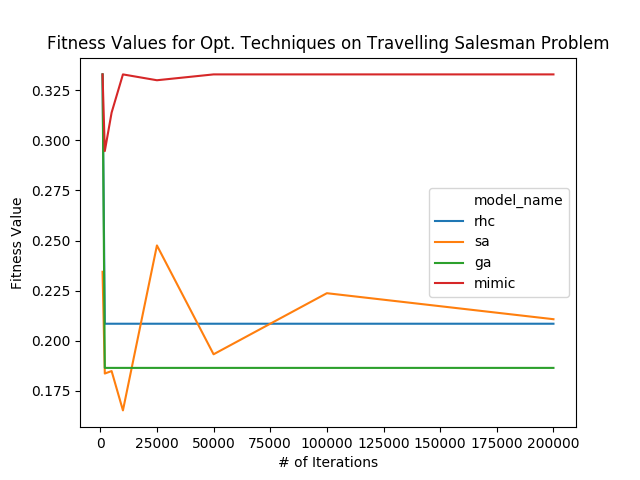 Fitness Values for Opt. Techniques on Travelling Salesman Problem
Fitness Value
0.325
0.300
0.275
0.250
0.225
0.200
0.175
model_name
rhc
sa
ga
mimic
0 25000 50000 75000 100000 125000 150000 175000 200000
# of Iterations